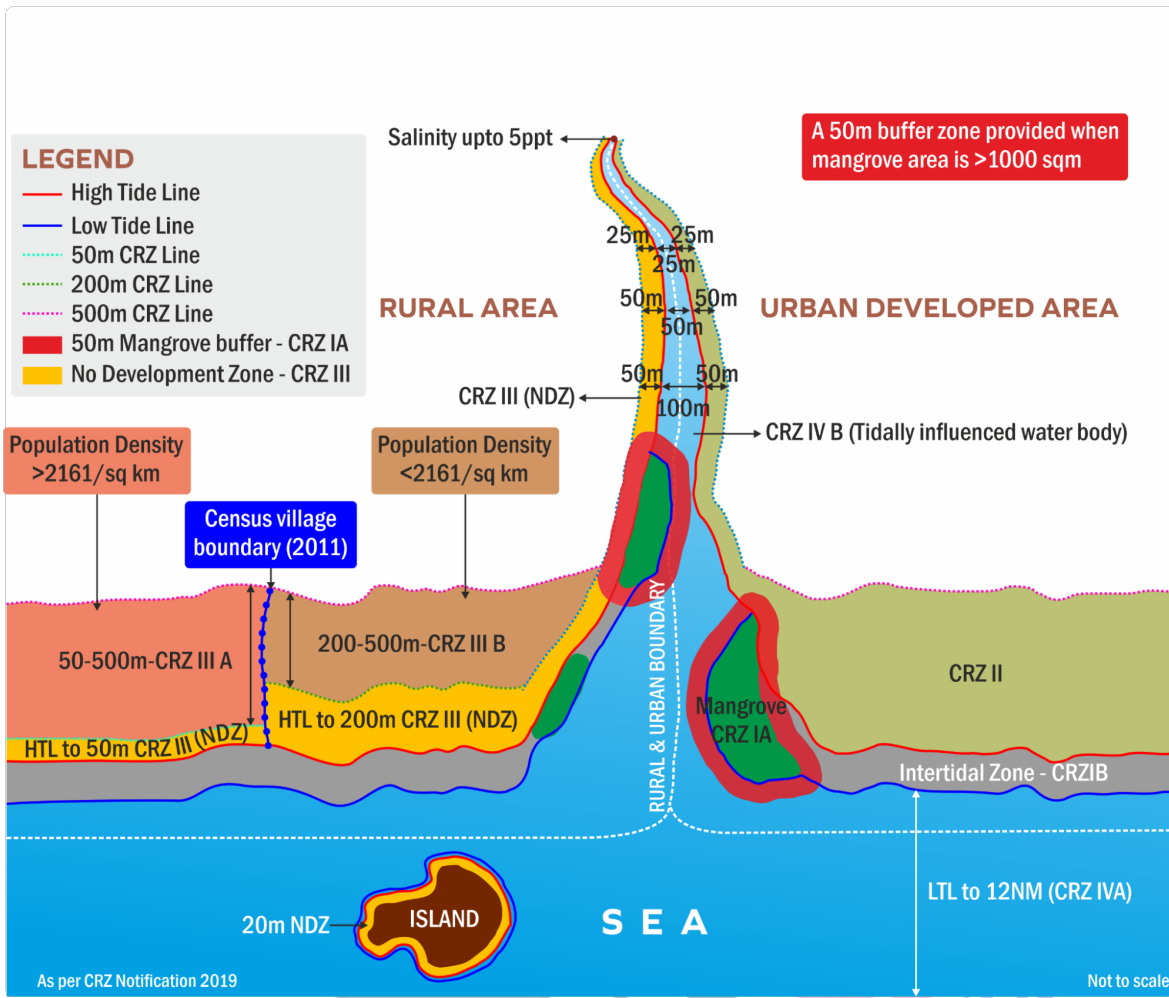 Salinity upto 5ppt
A 50m buffer zone provided when
mangrove area is >1000 sqm
LEGEND
High Tide Line
Low Tide Line
50m CRZ Line
200m CRZ Line
500m CRZ Line
50m Mangrove buffer - CRZ IA
No Development Zone - CRZ III
25m
25m
25m
RURAL AREA
URBAN DEVELOPED AREA
50m
50m
50m
50m
50m
100m
CRZ III (NDZ)
CRZ IV B (Tidally influenced water body)
Population Density
>2161/sq km
Population Density
<2161/sq km
Census village
boundary (2011)
50-500m-CRZ III A
200-500m-CRZ III B
HTL to 50m CRZ III (NDZ)
HTL to 200m CRZ III (NDZ)
RURAL & URBAN BOUNDARY
Mangrove
CRZ IA
CRZ II
Intertidal Zone - CRZIB
LTL to 12NM (CRZ IVA)
20m NDZ
ISLAND
SEA
As per CRZ Notification 2019
Not to scale